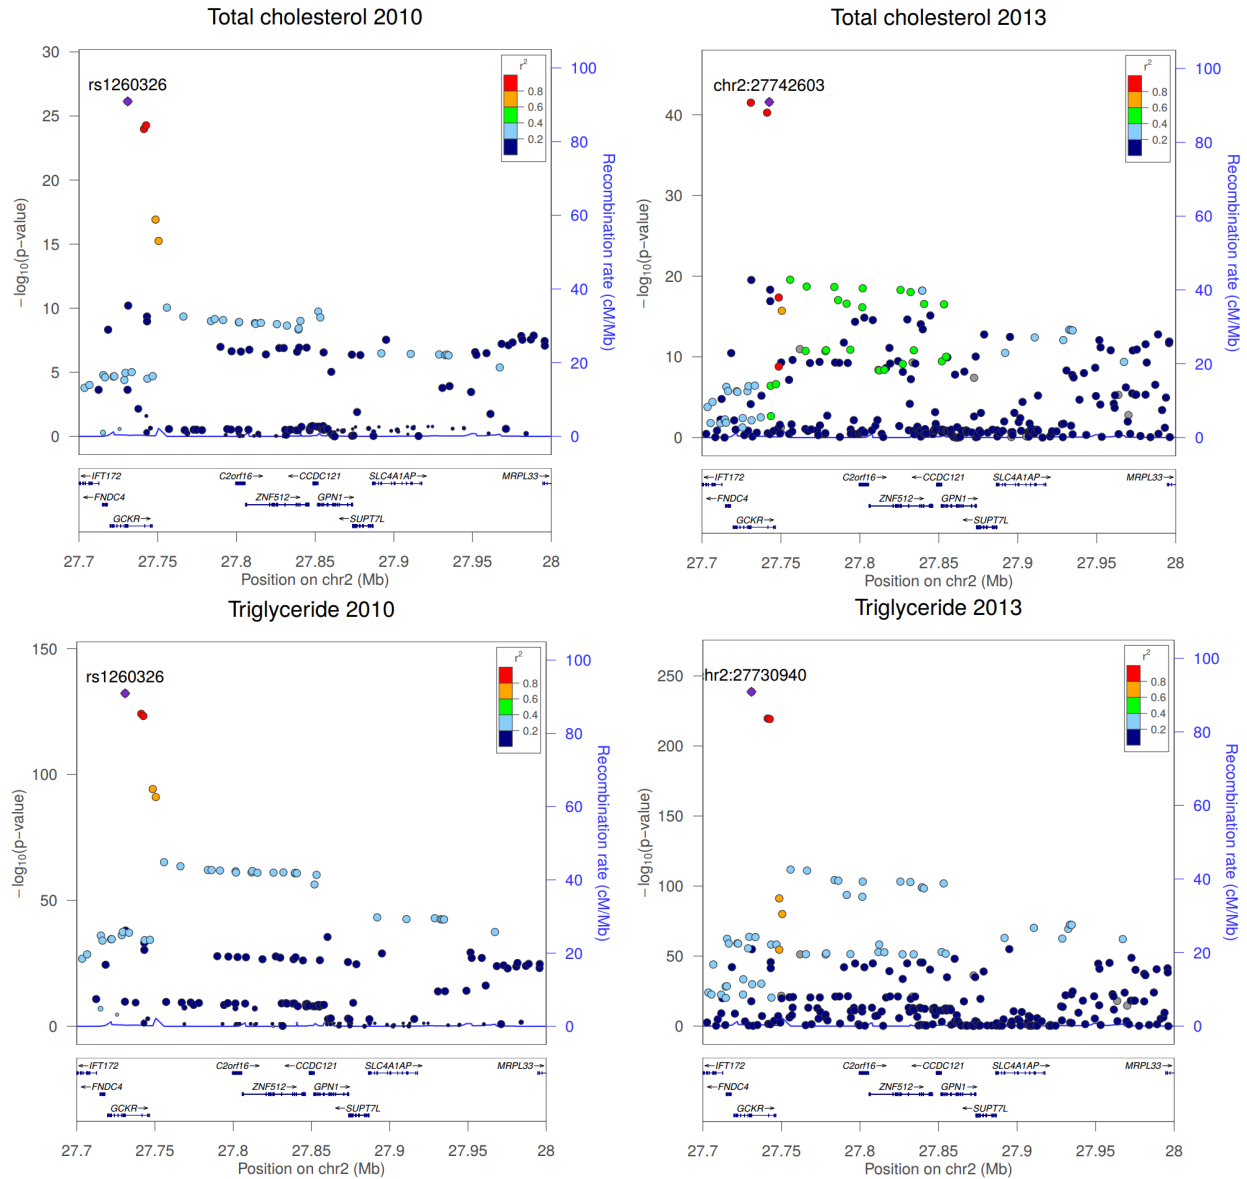 Total cholesterol 2010
30
25
20
15
10
5
0
−log10(p−value)
100
80
60
40
20
0
Recombination rate (cM/Mb)
rs1260326
r2
0.8
0.6
0.4
0.2
←IFT172
C2orf16→
←CCDC121
SLC4A1AP→
MRPL33→
←FNDC4
ZNF512→
GPN1→
GCKR→
←SUPT7L
27.7
27.75
27.8
27.85
27.9
27.95
28
Position on chr2 (Mb)
Total cholesterol 2013
40
30
20
10
0
−log10(p−value)
100
80
60
40
20
0
Recombination rate (cM/Mb)
chr2:27742603
r2
0.8
0.6
0.4
0.2
←IFT172
C2orf16→
←CCDC121
SLC4A1AP→
MRPL33→
←FNDC4
ZNF512→
GPN1→
GCKR→
←SUPT7L
27.7
27.75
27.8
27.85
27.9
27.95
28
Position on chr2 (Mb)
Triglyceride 2010
150
100
50
0
−log10(p−value)
100
80
60
40
20
0
Recombination rate (cM/Mb)
rs1260326
r2
0.8
0.6
0.4
0.2
←IFT172
C2orf16→
←CCDC121
SLC4A1AP→
MRPL33→
←FNDC4
ZNF512→
GPN1→
GCKR→
←SUPT7L
27.7
27.75
27.8
27.85
27.9
27.95
28
Position on chr2 (Mb)
Triglyceride 2013
250
200
150
100
50
0
−log10(p−value)
100
80
60
40
20
0
Recombination rate (cM/Mb)
hr2:27730940
r2
0.8
0.6
0.4
0.2
←IFT172
C2orf16→
←CCDC121
SLC4A1AP→
MRPL33→
←FNDC4
ZNF512→
GPN1→
GCKR→
←SUPT7L
27.7
27.75
27.8
27.85
27.9
27.95
28
Position on chr2 (Mb)